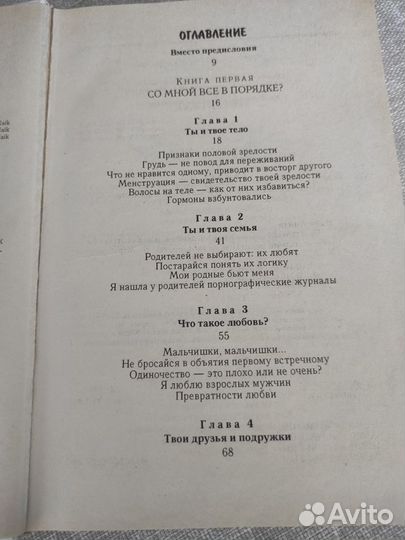 ОГЛАВЛЕНИЕ
Вместо предисловия
9
КНИГА ПЕРВАЯ
СО МНОЙ ВСЕ В ПОРЯДКЕ?
16
Глава 1
Ты и твое тело
18
Признаки половой зрелости
Грудь — не повод для переживаний
Что не нравится одному, приводит в восторг другого
Менструация — свидетельство твоей зрелости
Волосы на теле — как от них избавиться?
Гормоны взбунтовались
Глава 2
Ты и твоя семья
41
Родителей не выбирают: их любят
Постарайся понять их логику
Мои родные бьют меня
Я нашла у родителей порнографические журналы
Глава 3
Что такое любовь?
55
Мальчишки, мальчишки...
Не бросайся в объятия первому встречному
Одиночество — это плохо или не очень?
Я люблю взрослых мужчин
Превратности любви
Глава 4
Твои друзья и подружки
68
Avito